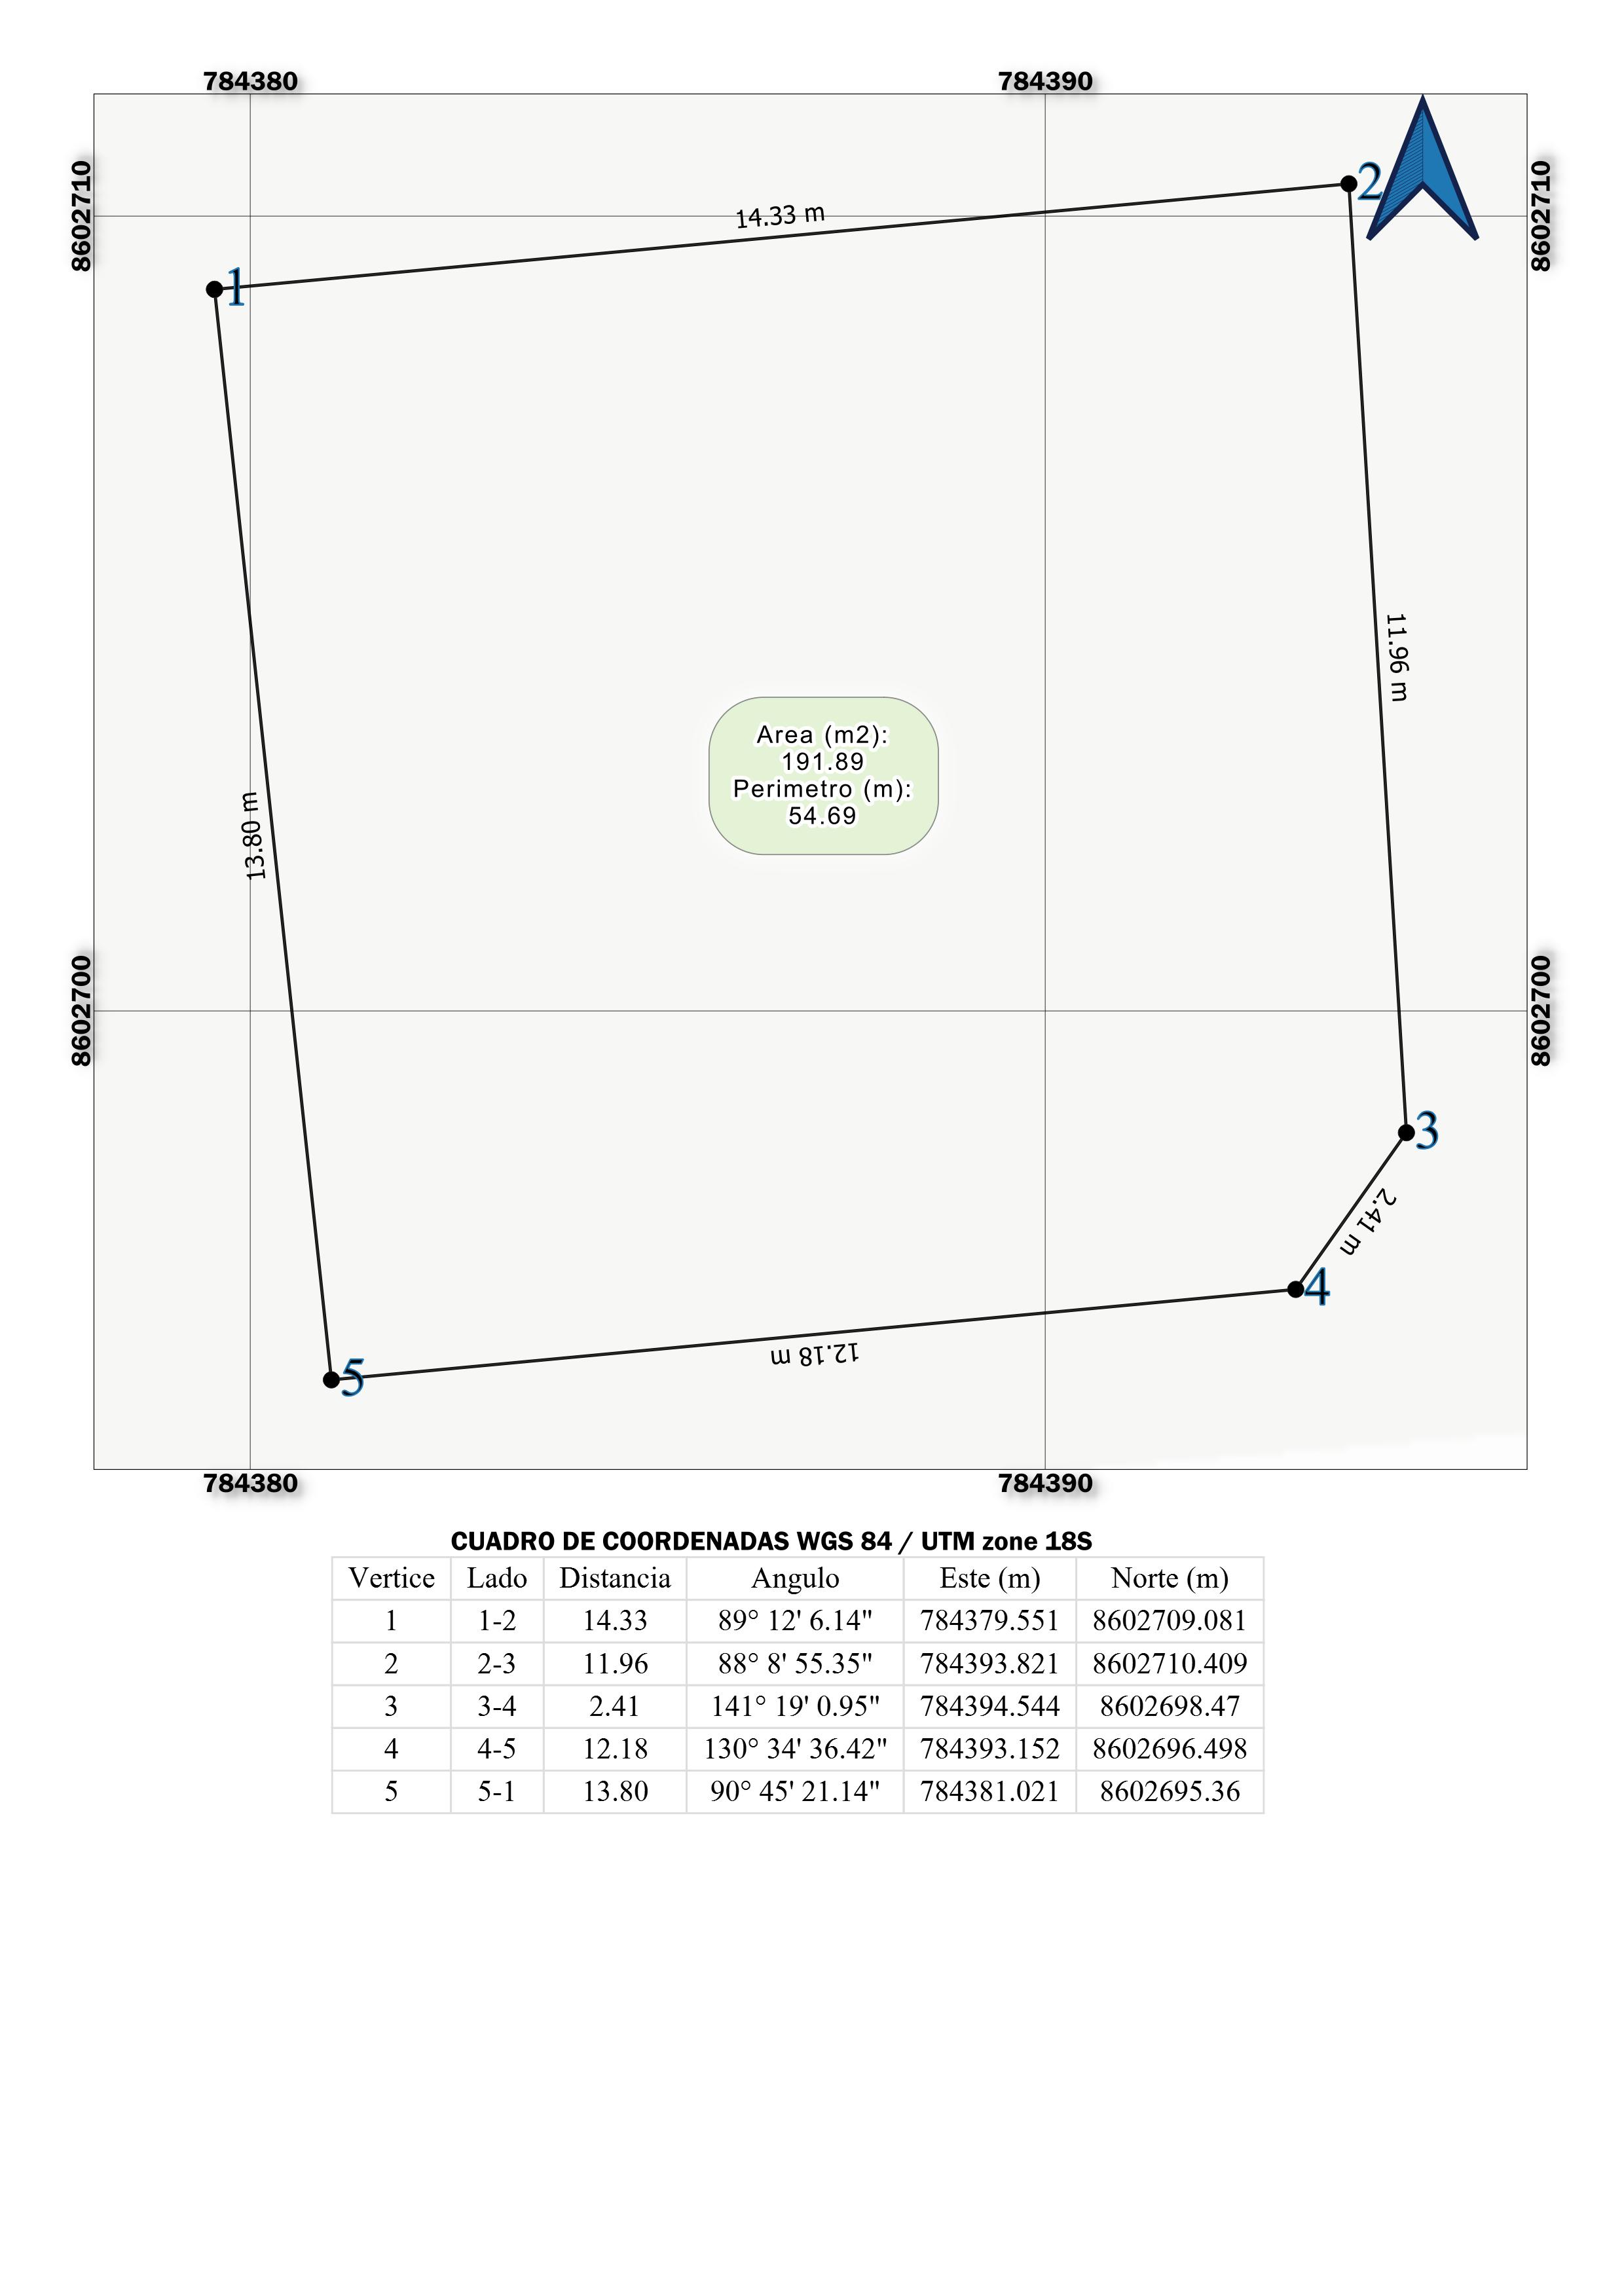 784380 784390
8602710 8602710
2
14.33 m
1
11.96 m
Area (m2):
191.89
Perimetro (m):
54.69
13.80 m
8602700 8602700
3
2.41 m
4
12.18 m
5
784380 784390
CUADRO DE COORDENADAS WGS 84 / UTM zone 18S
Vertice Lado Distancia Angulo Este (m) Norte (m)
1 1-2 14.33 89° 12' 6.14" 784379.551 8602709.081
2 2-3 11.96 88° 8' 55.35" 784393.821 8602710.409
3 3-4 2.41 141° 19' 0.95" 784394.544 8602698.47
4 4-5 12.18 130° 34' 36.42" 784393.152 8602696.498
5 5-1 13.80 90° 45' 21.14" 784381.021 8602695.36